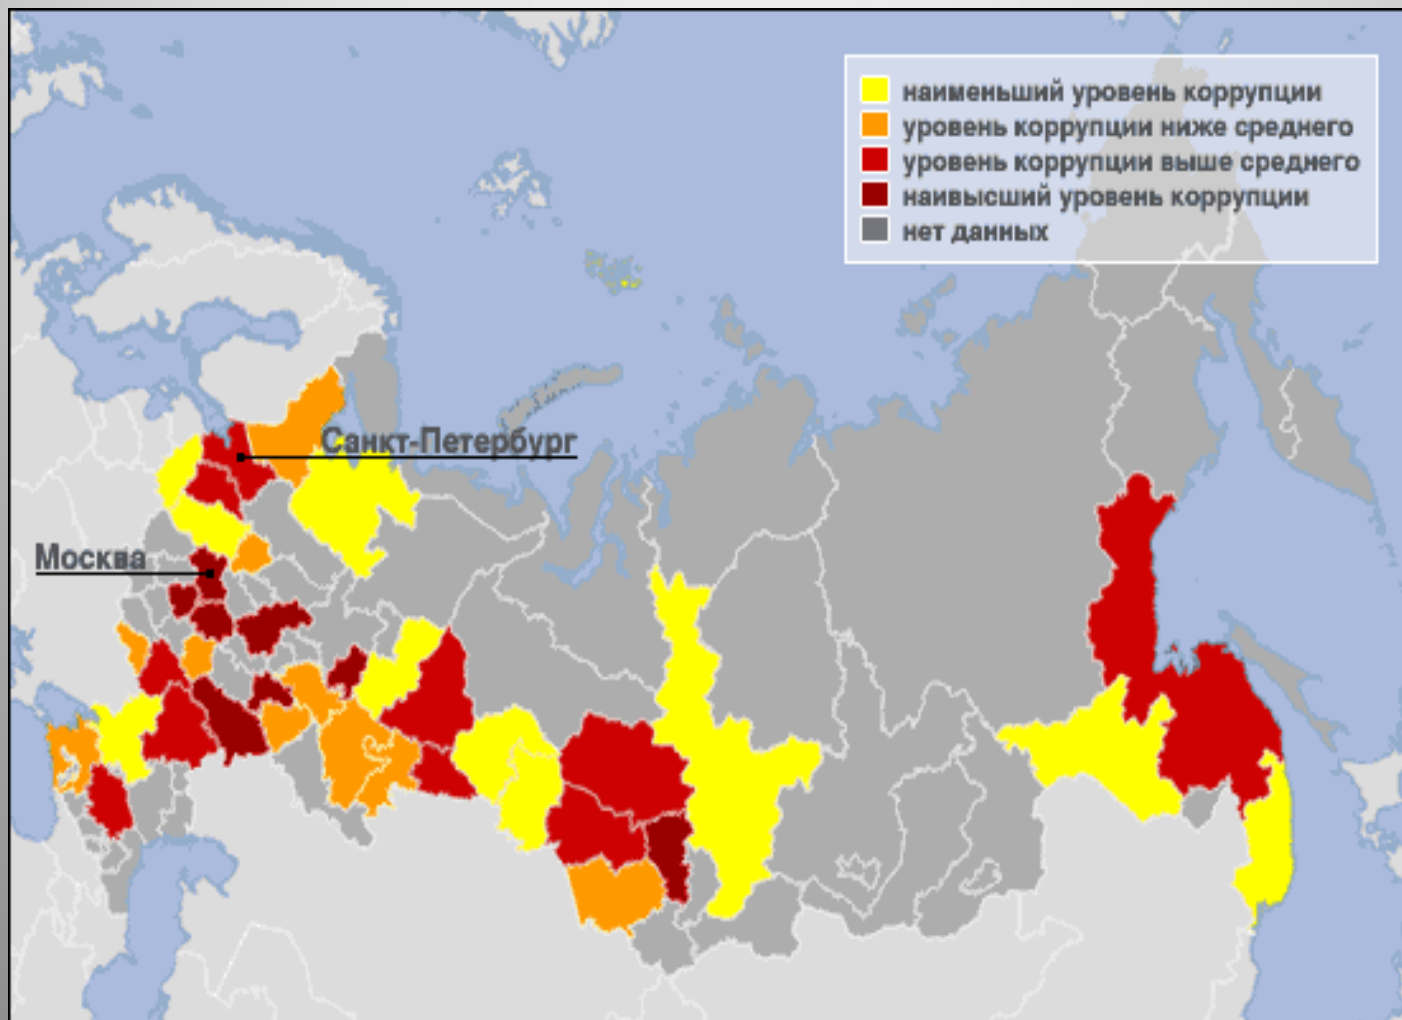 наименьший уровень коррупции
уровень коррупции ниже среднего
уровень коррупции выше среднего
наивысший уровень коррупции
нет данных
Санкт-Петербург
Москва